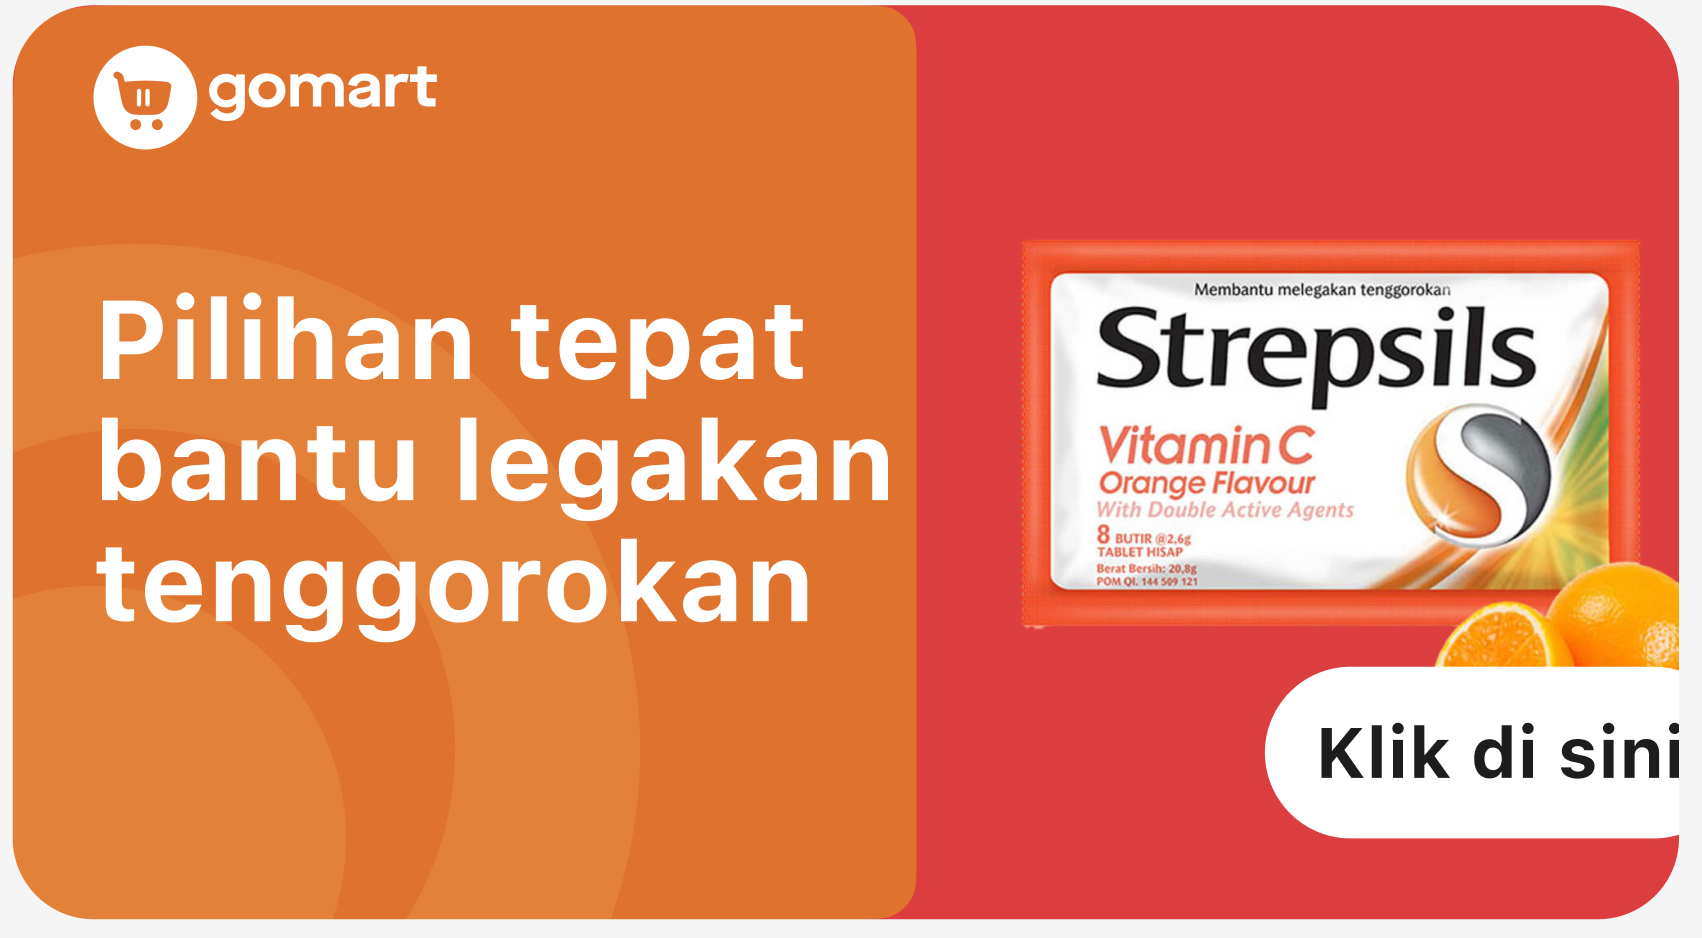 gomart
Pilihan tepat
bantu legakan
tenggorokan
Membantu melegakan tenggorokan
Strepsils
Vitamin C
Orange Flavour
With Double Active Agents
8 BUTIR @2,6g
TABLET HISAP
Berat Bersih: 20,8g
POM QI. 144 509 121
Klik di sini